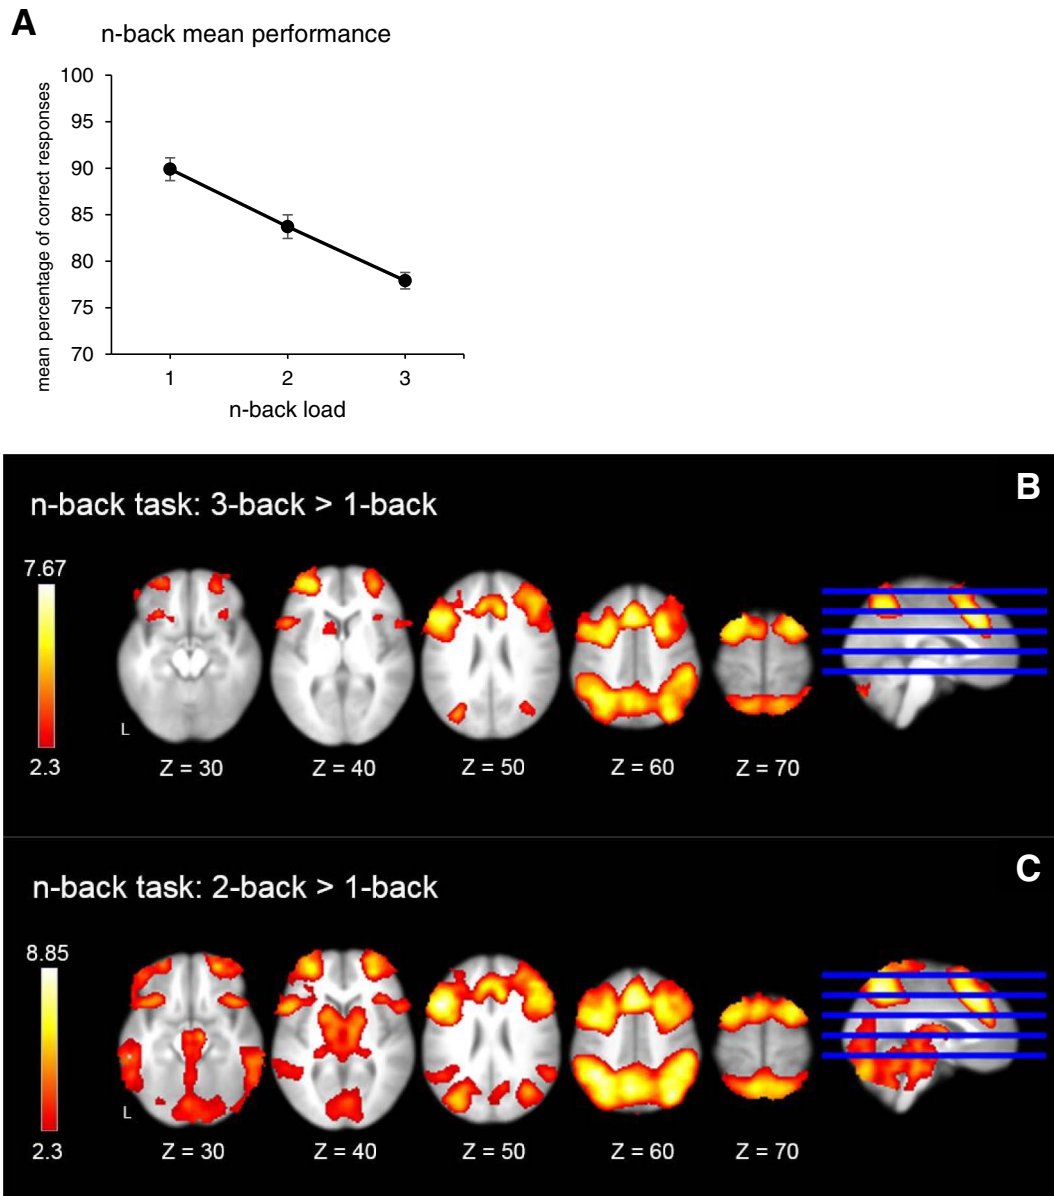 A
n-back mean performance
mean percentage of correct responses
100
95
90
85
80
75
70
1 2 3
n-back load
B
n-back task: 3-back > 1-back
7.67
2.3
L
Z = 30 Z = 40 Z = 50 Z = 60 Z = 70
C
n-back task: 2-back > 1-back
8.85
2.3
L
Z = 30 Z = 40 Z = 50 Z = 60 Z = 70